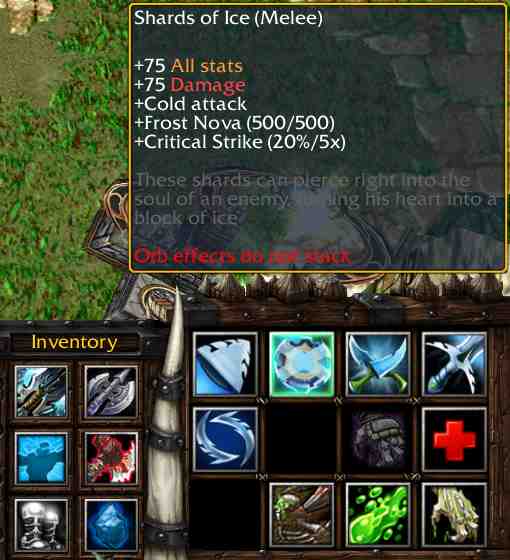 Shards of Ice (Melee)
+75 All stats
+75 Damage
+Cold attack
+Frost Nova (500/500)
+Critical Strike (20%/5x)
These shards can pierce right into the
soul of an enemy, turning his heart into a
block of ice
Orb effects do not stack
Inventory